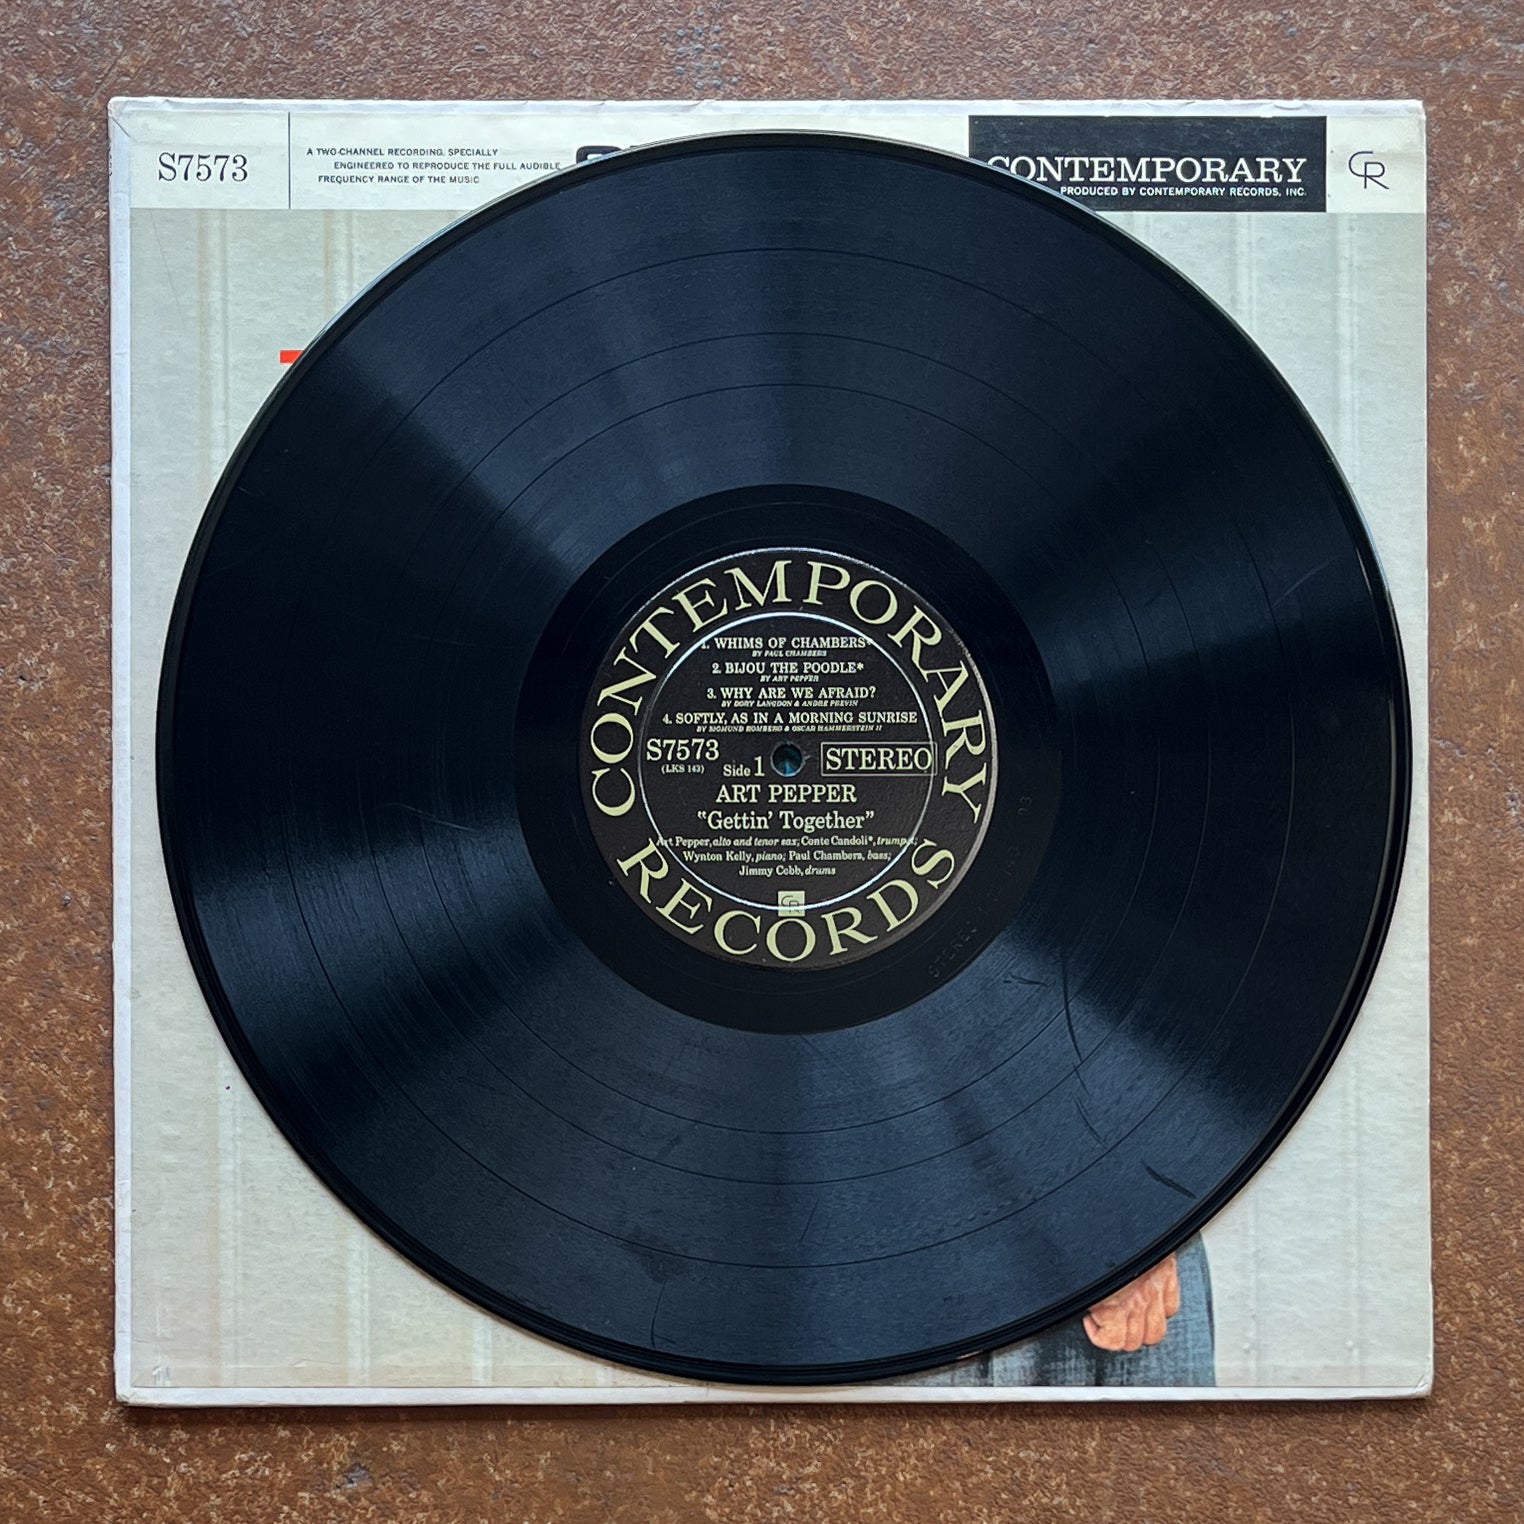 S7573
A TWO-CHANNEL RECORDING, SPECIALLY
ENGINEERED TO REPRODUCE THE FULL AUDIBLE
FREQUENCY RANGE OF THE MUSIC
CONTEMPORARY
PRODUCED BY CONTEMPORARY RECORDS, INC.
CR
CONTEMPORARY
1. WHIMS OF CHAMBERS*
BY PAUL CHAMBERS
2. BIJOU THE POODLE*
BY ART PEPPER
3. WHY ARE WE AFRAID?
BY DORY LANGDON & ANDRE PREVIN
4. SOFTLY, AS IN A MORNING SUNRISE
BY SIGMUND ROMBERG & OSCAR HAMMERSTEIN II
S7573
(LKS 143)
Side 1
STEREO
ART PEPPER
"Gettin' Together"
Art Pepper, alto and tenor sax; Conte Candoli*, trumpet;
Wynton Kelly, piano; Paul Chambers, bass;
Jimmy Cobb, drums
CR
RECORDS
STEREO